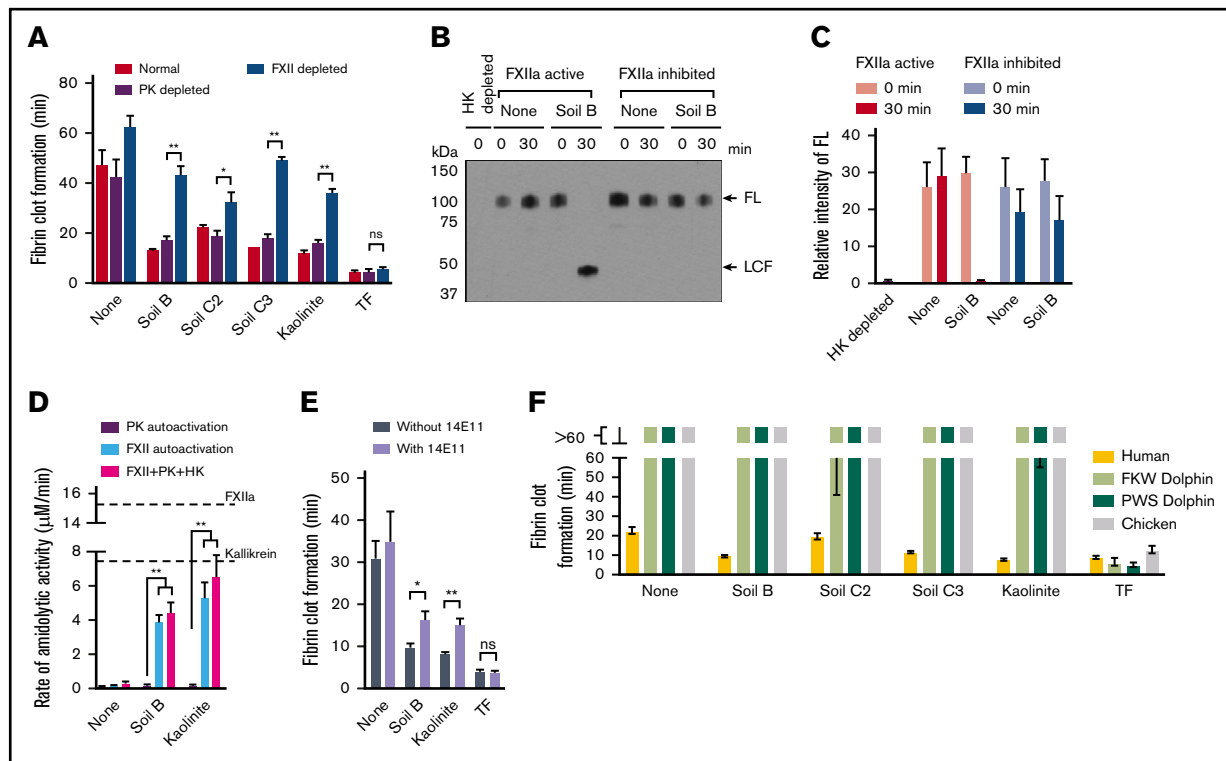 A
Normal
FXII depleted
PK depleted
Fibrin clot formation (min)
80
60
40
20
0
**
*
**
**
ns
None
Soil B
Soil C2
Soil C3
Kaolinite
TF
B
HK depleted
FXIIa active
FXIIa inhibited
None
Soil B
None
Soil B
0
0
30
0
30
0
30
0
30
min
kDa
150
100
75
50
37
FL
LCF
C
FXIIa active
FXIIa inhibited
0 min
0 min
30 min
30 min
Relative intensity of FL
40
30
20
10
0
HK depleted
None
Soil B
None
Soil B
D
PK autoactivation
FXII autoactivation
FXII+PK+HK
Rate of amidolytic activity (μM/min)
16
14
8
6
4
2
0
FXIIa
Kallikrein
**
**
None
Soil B
Kaolinite
E
Without 14E11
With 14E11
Fibrin clot formation (min)
50
40
30
20
10
0
*
**
ns
None
Soil B
Kaolinite
TF
F
Fibrin clot
formation (min)
>60
60
50
40
30
20
10
0
Human
FKW Dolphin
PWS Dolphin
Chicken
None
Soil B
Soil C2
Soil C3
Kaolinite
TF